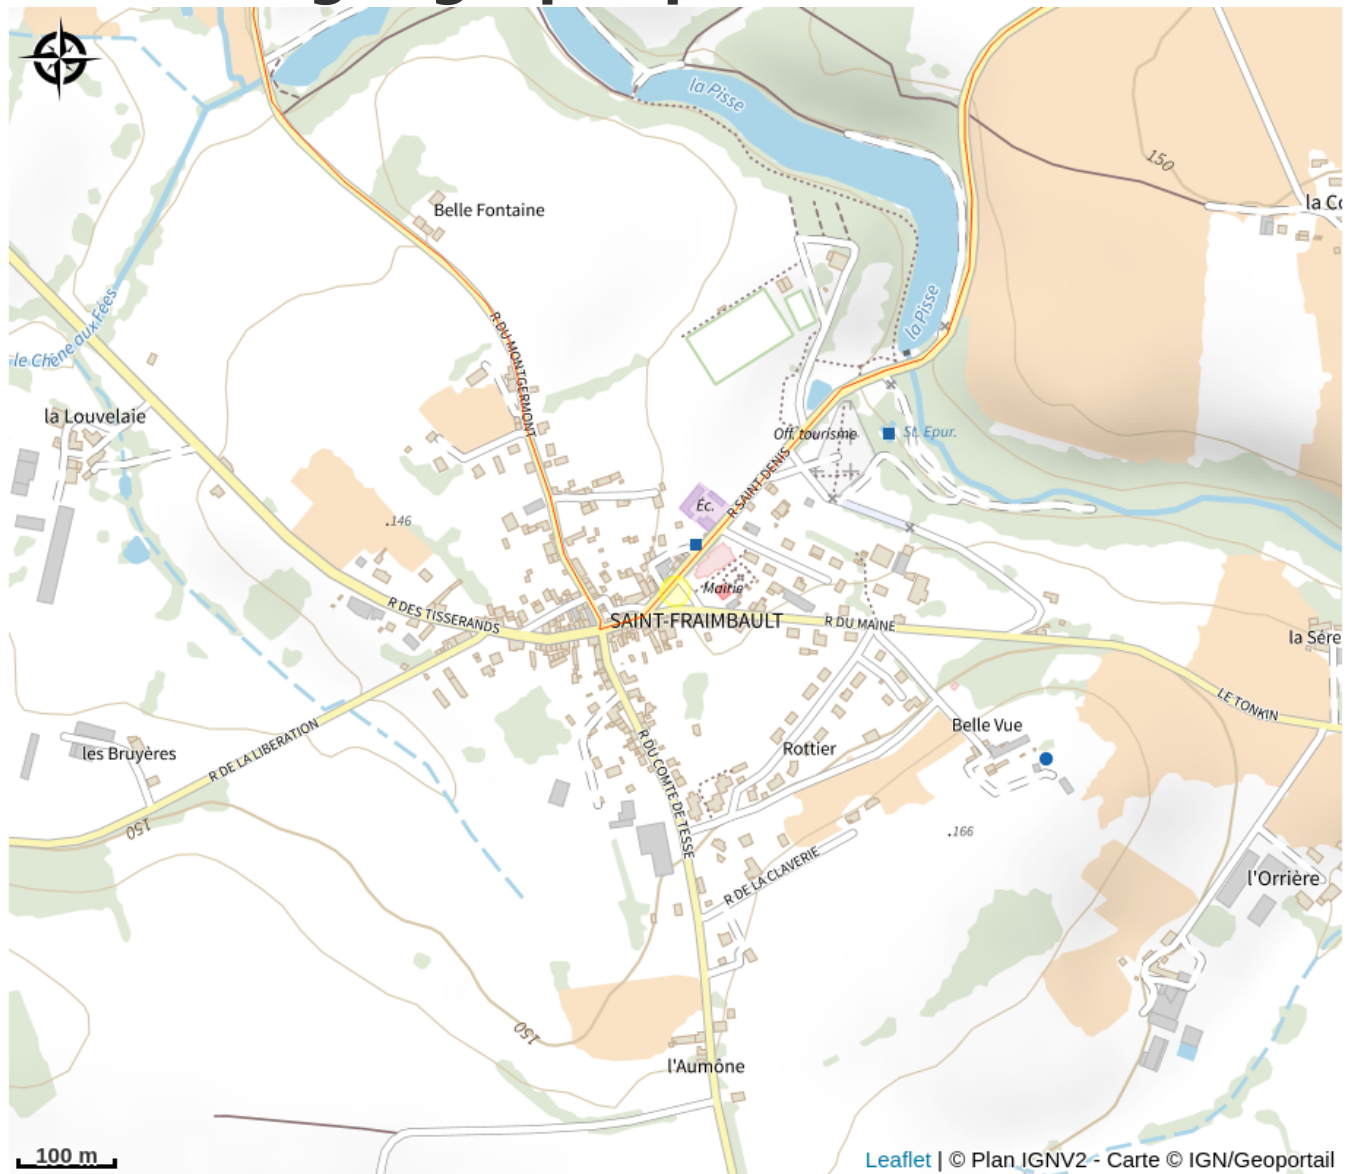 la Pisse
150
la Co
Belle Fontaine
le Chêne aux Fées
la Pisse
R DU MONTGERMONT
la Louvelaie
Off. tourisme
St. Epur.
R SAINT-DENIS
Éc.
.146
Mairie
R DES TISSERANDS
SAINT-FRAIMBAULT
R DU MAINE
la Sére
LE TONKIN
Belle Vue
Rottier
les Bruyères
R DE LA LIBERATION
R DU COMTE DE TESSE
150
.166
R DE LA CLAVERIE
l'Orrière
150
l'Aumône
100 m
Leaflet | © Plan IGNV2 - Carte © IGN/Geoportail